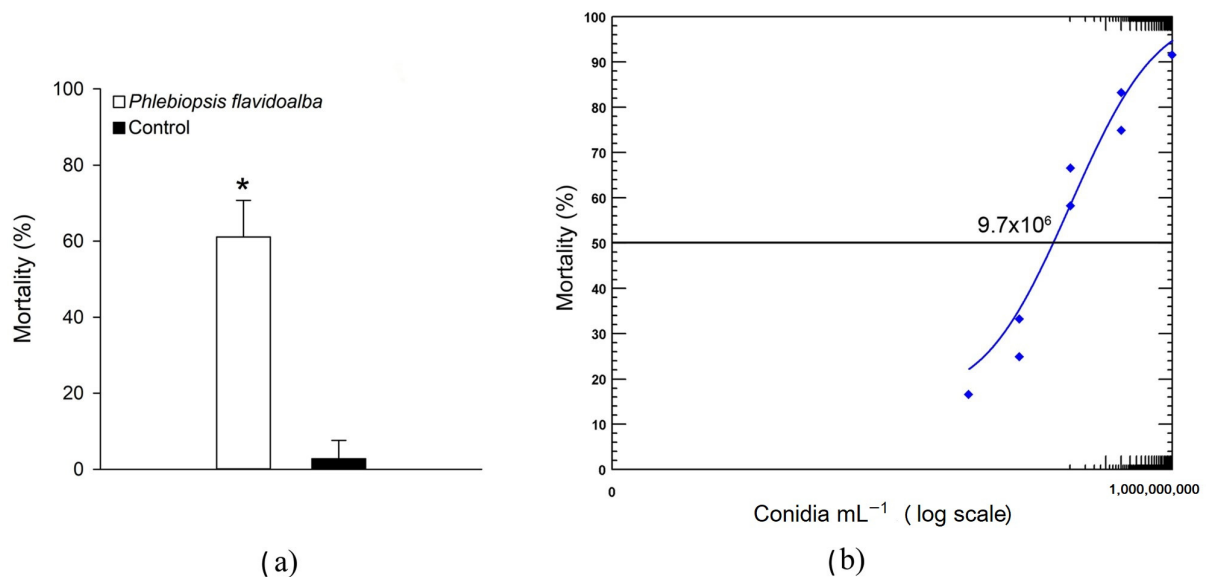 100
80
60
40
20
0
Mortality (%)
Phlebiopsis flavidoalba
Control
*
(a)
100
90
80
70
60
50
40
30
20
10
0
Mortality (%)
9.7x10⁶
0
1,000,000,000
Conidia mL⁻¹ (log scale)
(b)